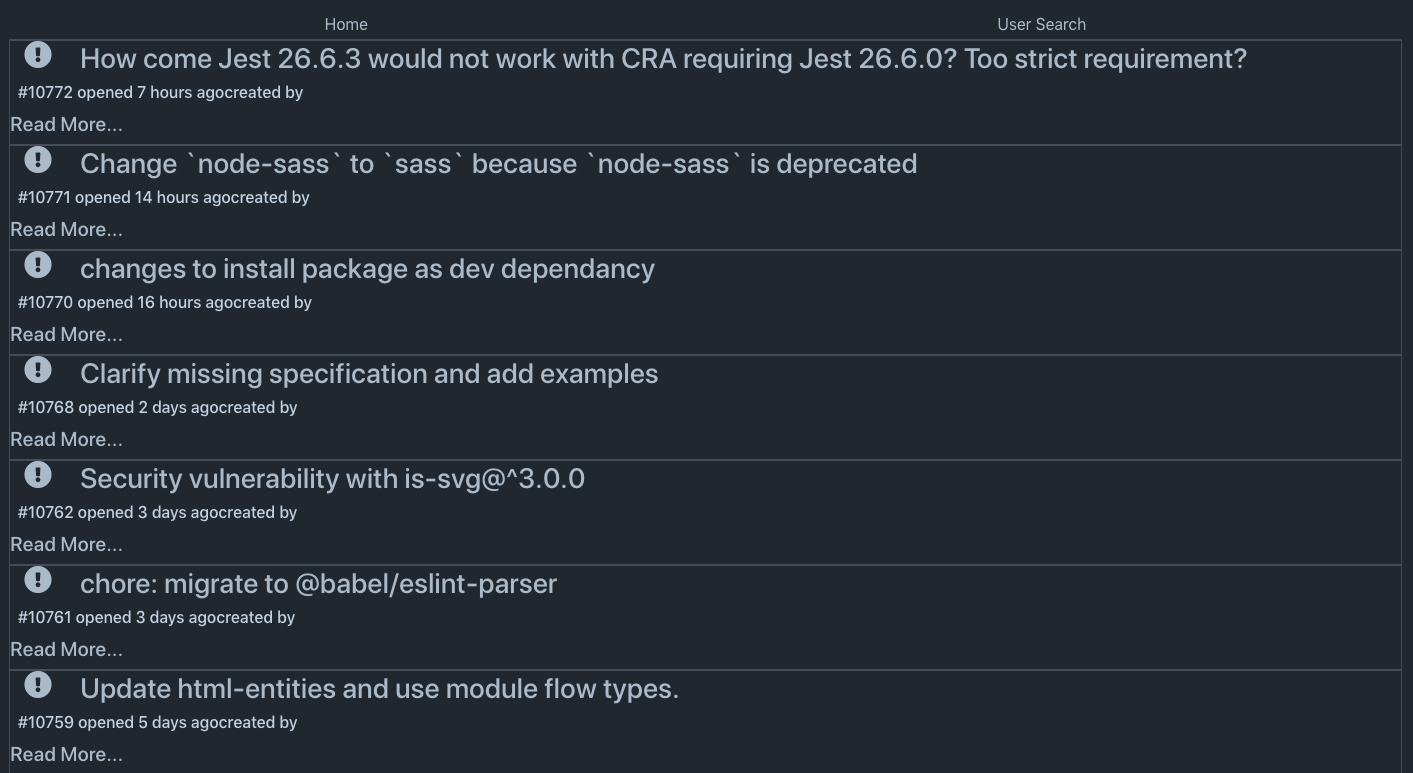 Home User Search
How come Jest 26.6.3 would not work with CRA requiring Jest 26.6.0? Too strict requirement?
#10772 opened 7 hours agocreated by
Read More...
Change `node-sass` to `sass` because `node-sass` is deprecated
#10771 opened 14 hours agocreated by
Read More...
changes to install package as dev dependancy
#10770 opened 16 hours agocreated by
Read More...
Clarify missing specification and add examples
#10768 opened 2 days agocreated by
Read More...
Security vulnerability with is-svg@^3.0.0
#10762 opened 3 days agocreated by
Read More...
chore: migrate to @babel/eslint-parser
#10761 opened 3 days agocreated by
Read More...
Update html-entities and use module flow types.
#10759 opened 5 days agocreated by
Read More...